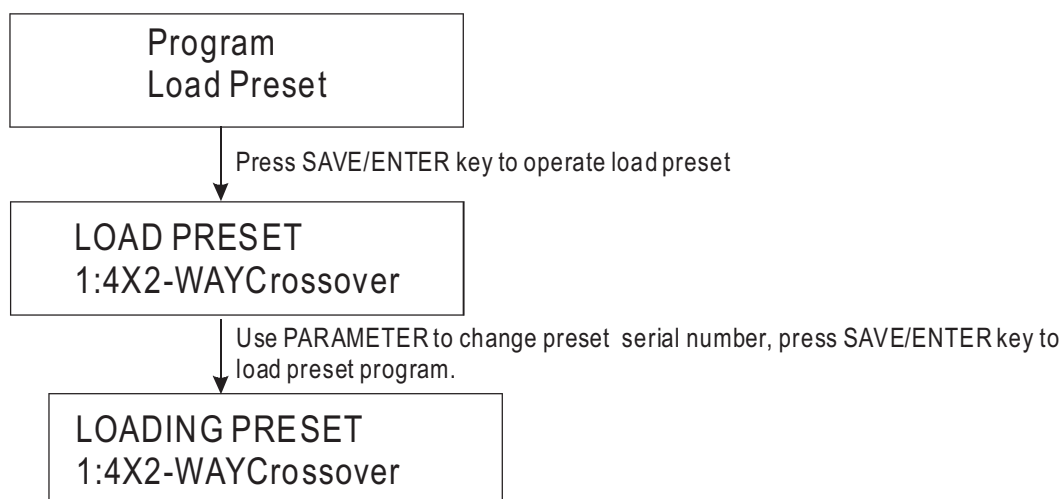 Program
Load Preset
Press SAVE/ENTER key to operate load preset
LOAD PRESET
1:4X2-WAYCrossover
Use PARAMETER to change preset serial number, press SAVE/ENTER key to
load preset program.
LOADING PRESET
1:4X2-WAYCrossover